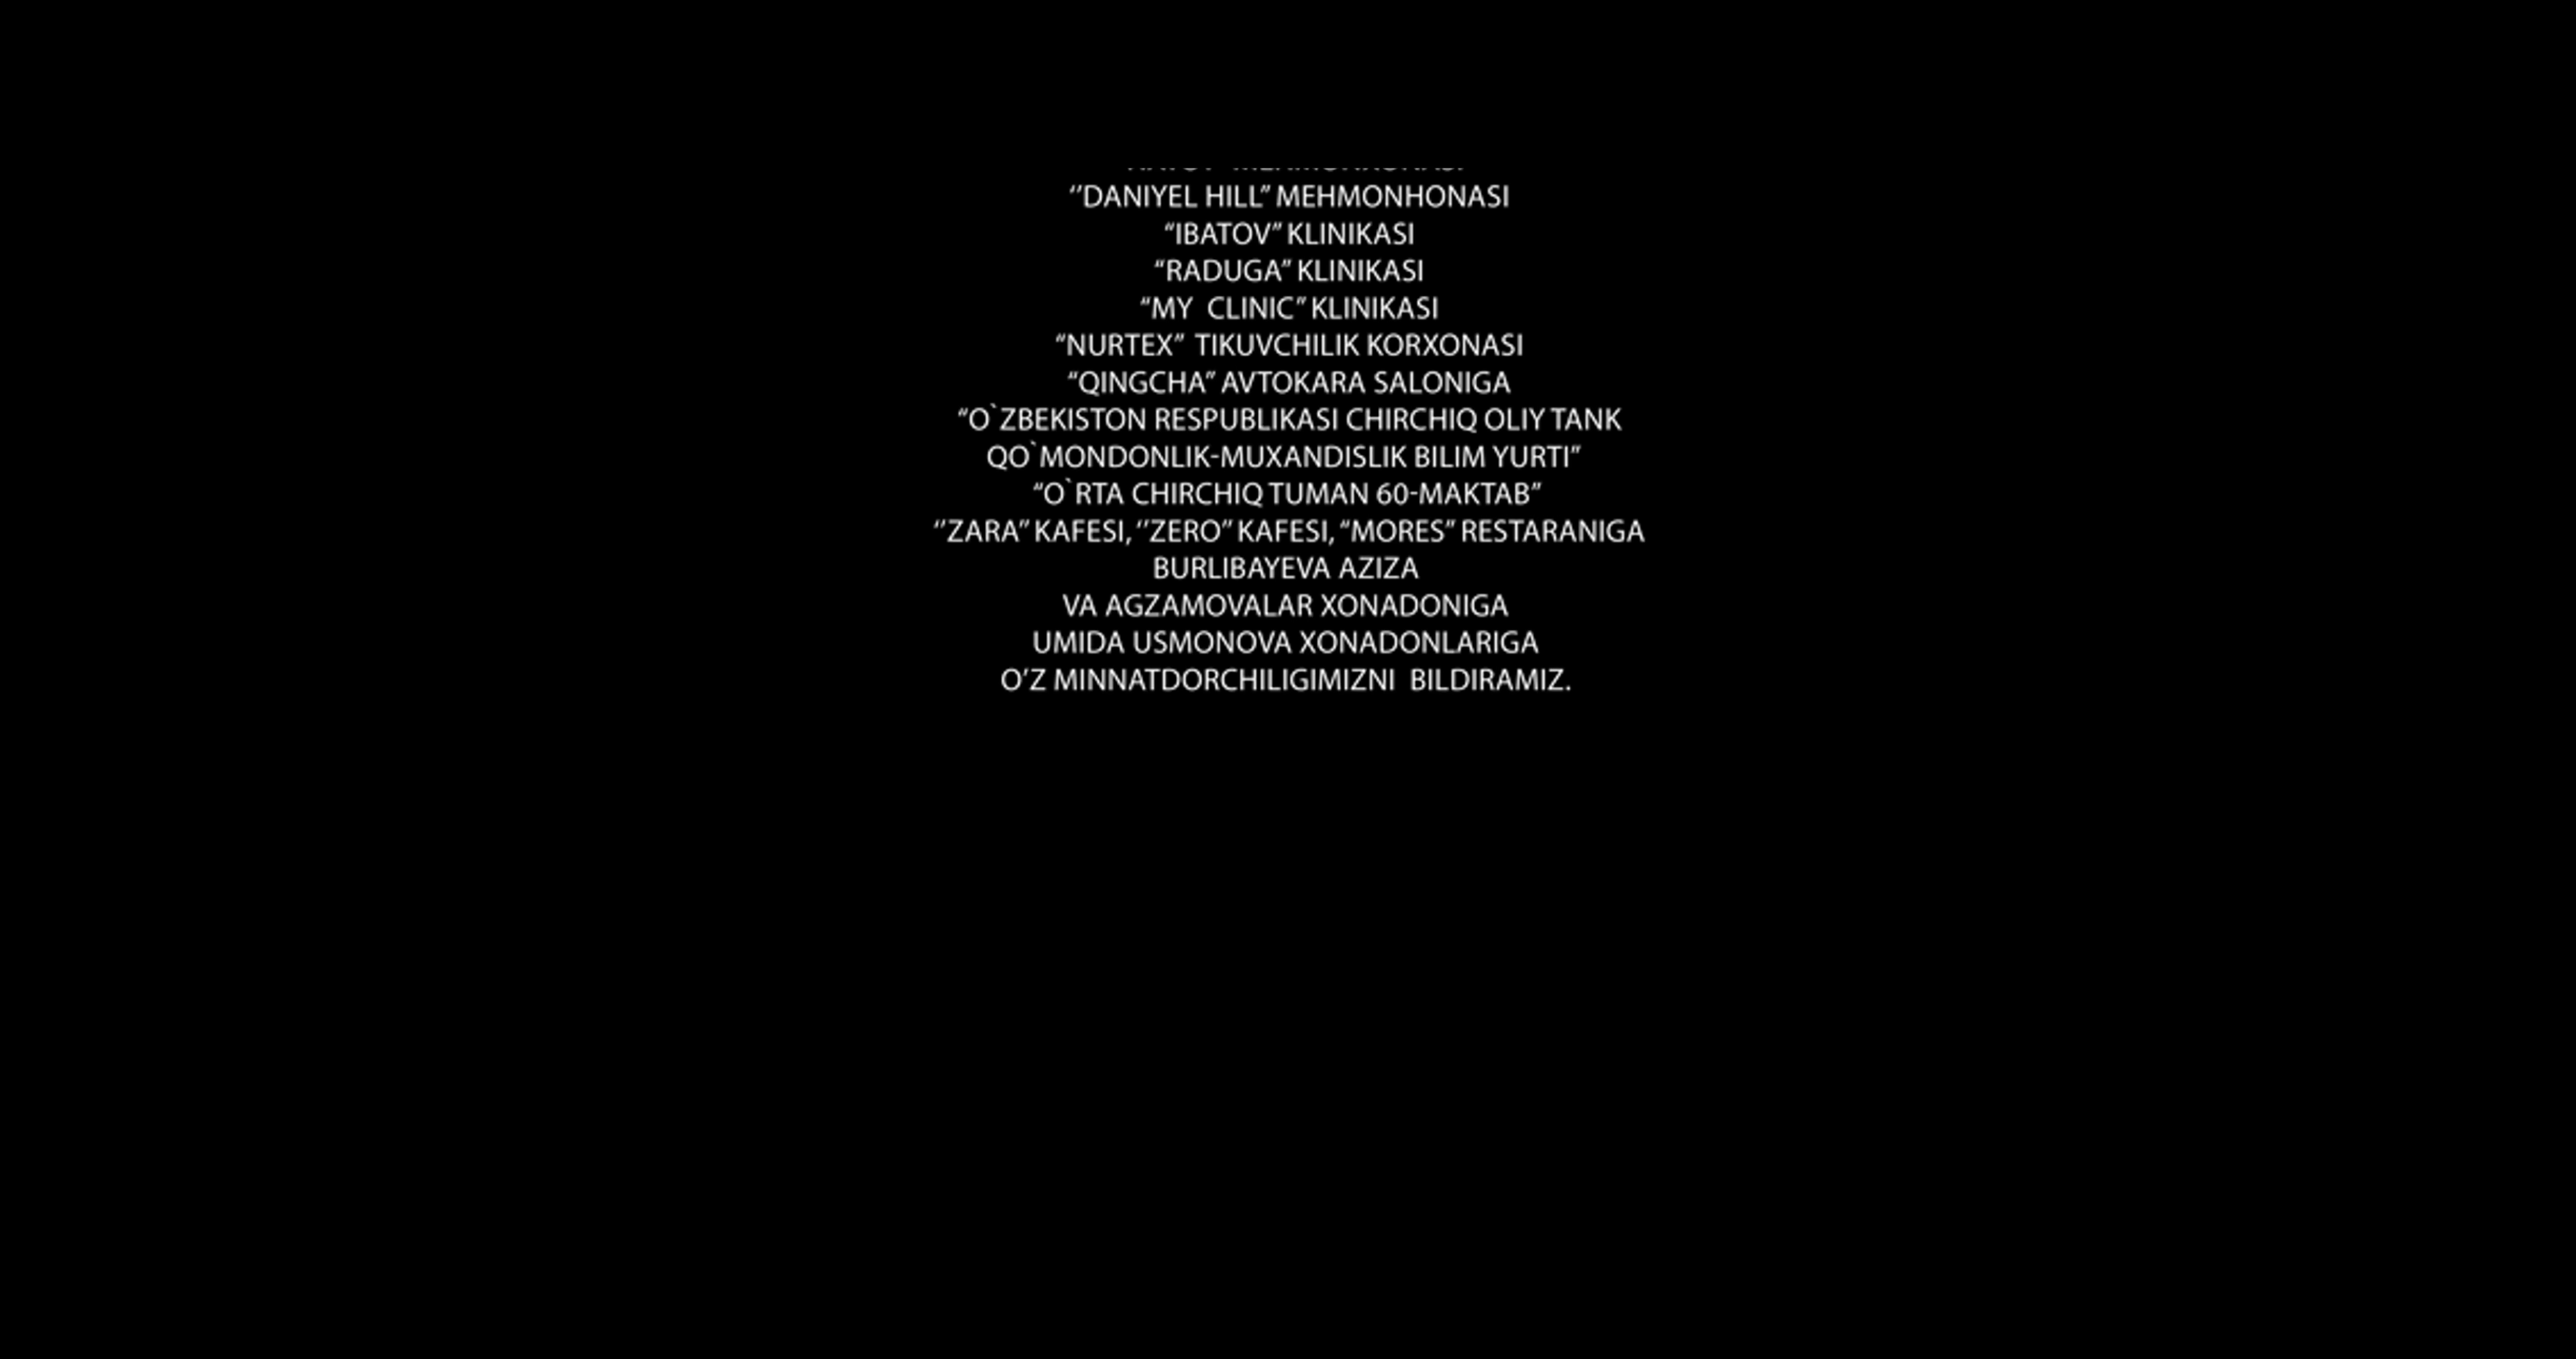 ‘’DANIYEL HILL” MEHMONHONASI
“IBATOV” KLINIKASI
“RADUGA” KLINIKASI
“MY CLINIC” KLINIKASI
“NURTEX” TIKUVCHILIK KORXONASI
“QINGCHA” AVTOKARA SALONIGA
“O`ZBEKISTON RESPUBLIKASI CHIRCHIQ OLIY TANK
QO`MONDONLIK-MUXANDISLIK BILIM YURTI”
“O`RTA CHIRCHIQ TUMAN 60-MAKTAB”
‘’ZARA” KAFESI, ‘’ZERO” KAFESI, “MORES” RESTARANIGA
BURLIBAYEVA AZIZA
VA AGZAMOVALAR XONADONIGA
UMIDA USMONOVA XONADONLARIGA
O’Z MINNATDORCHILIGIMIZNI BILDIRAMIZ.